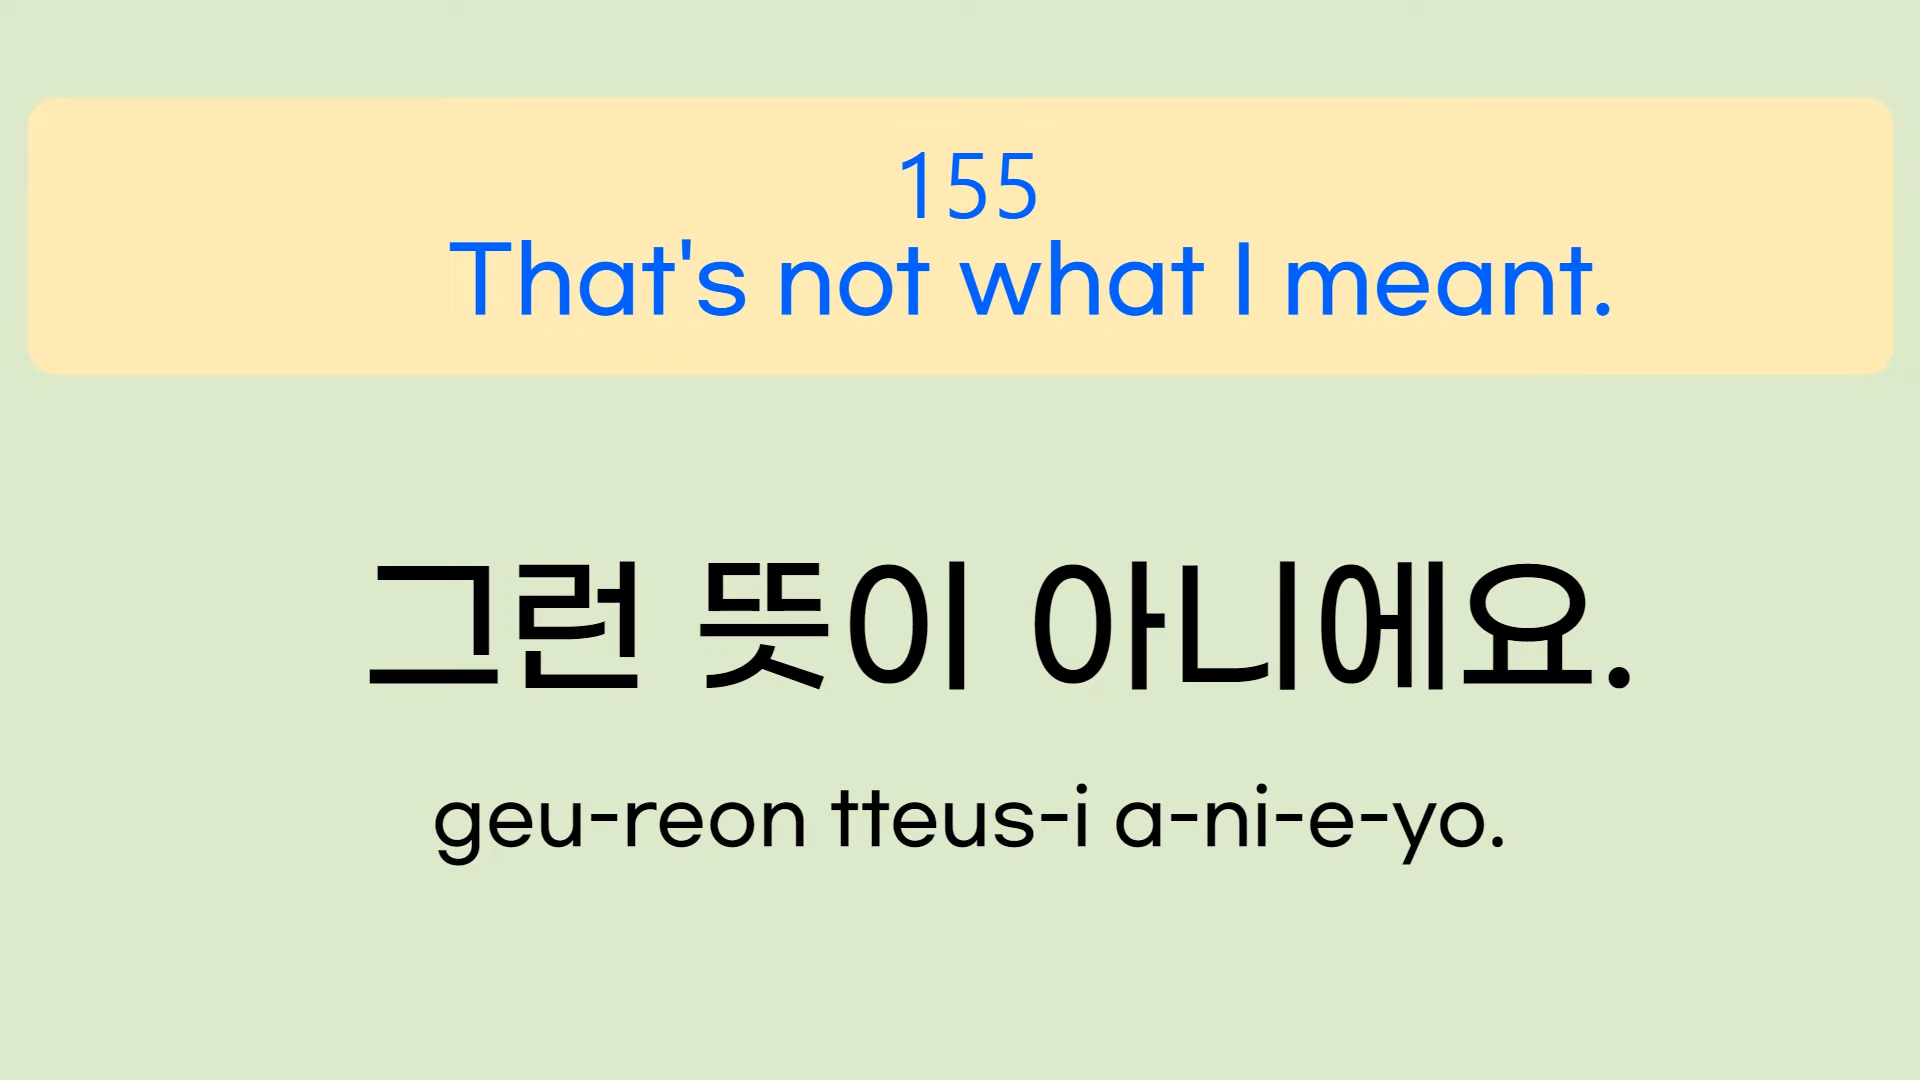 155
That's not what I meant.
그런 뜻이 아니에요.
geu-reon tteus-i a-ni-e-yo.